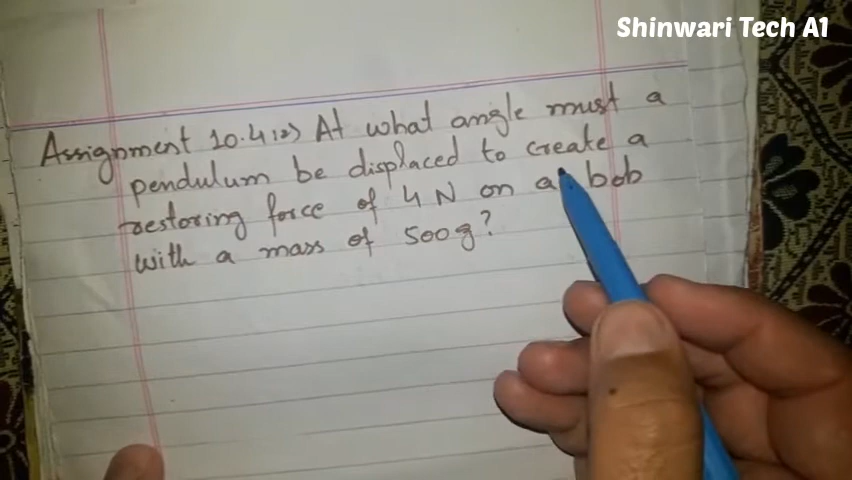 Shinwari Tech A1
Assignment 10.4(2) At what angle must a
pendulum be displaced to create a
restoring force of 4 N on a bob
with a mass of 500g?